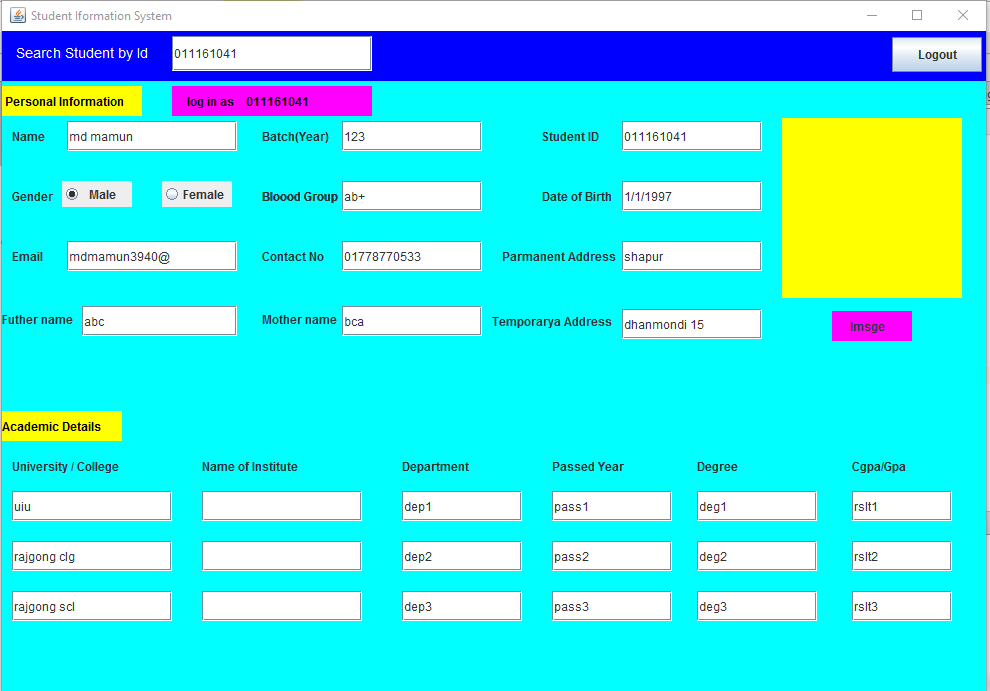 Student Iformation System
Search Student by Id 011161041 Logout
Personal Information log in as 011161041
Name md mamun Batch(Year) 123 Student ID 011161041
Gender Male Female Bloood Group ab+ Date of Birth 1/1/1997
Email mdmamun3940@ Contact No 01778770533 Parmanent Address shapur
Futher name abc Mother name bca Temporarya Address dhanmondi 15
Imsge
Academic Details
University / College Name of Institute Department Passed Year Degree Cgpa/Gpa
uiu dep1 pass1 deg1 rslt1
rajgong clg dep2 pass2 deg2 rslt2
rajgong scl dep3 pass3 deg3 rslt3